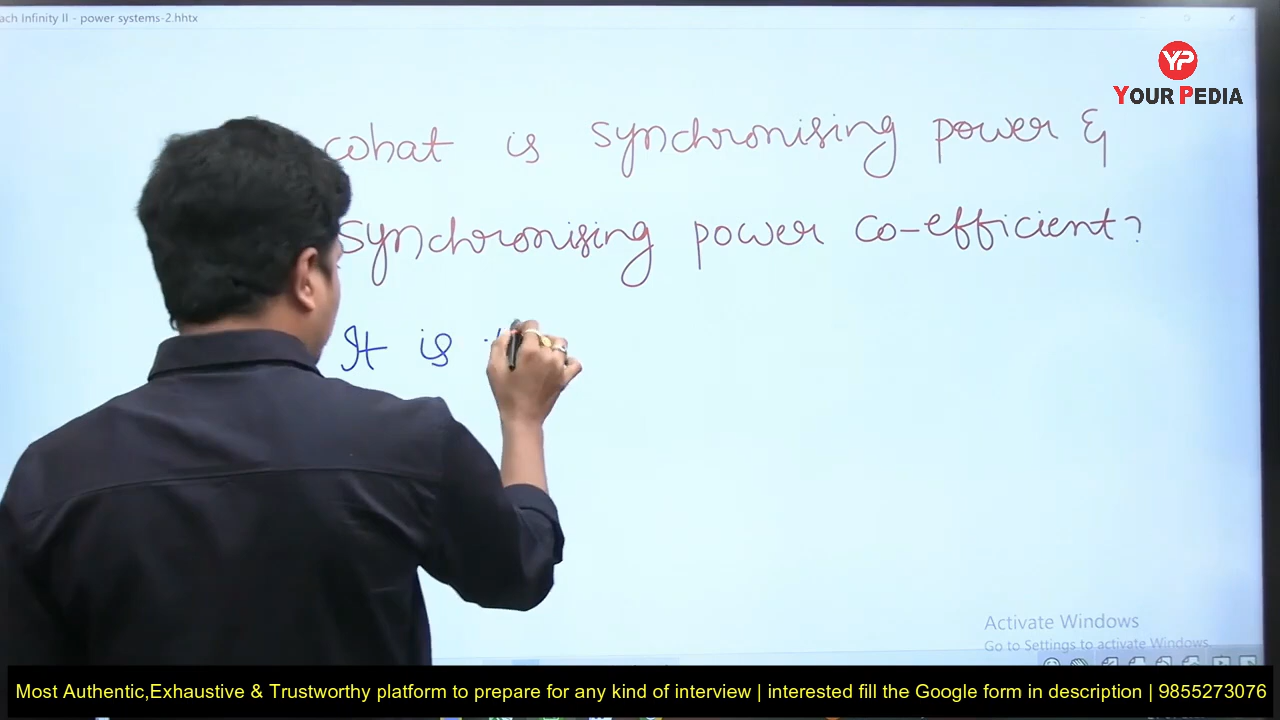 ach Infinity II - power systems-2.hhtx
YP
YOUR PEDIA
what is synchronising power &
synchronising power co-efficient?
It is
Activate Windows
Go to Settings to activate Windows.
Most Authentic,Exhaustive & Trustworthy platform to prepare for any kind of interview | interested fill the Google form in description | 9855273076